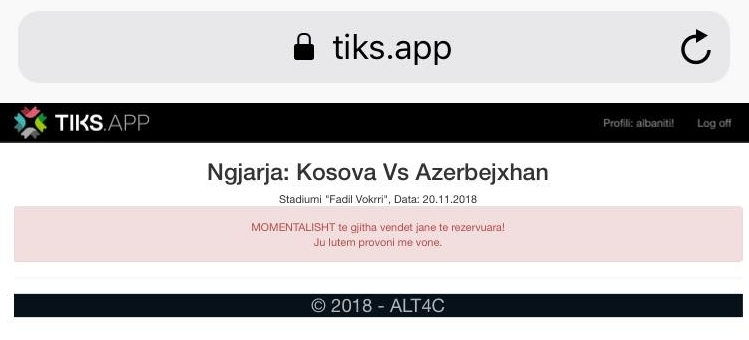 tiks.app
TIKS.APP
Profili: albaniti!
Log off
Ngjarja: Kosova Vs Azerbejxhan
Stadiumi "Fadil Vokrri", Data: 20.11.2018
MOMENTALISHT te gjitha vendet jane te rezervuara!
Ju lutem provoni me vone.
© 2018 - ALT4C